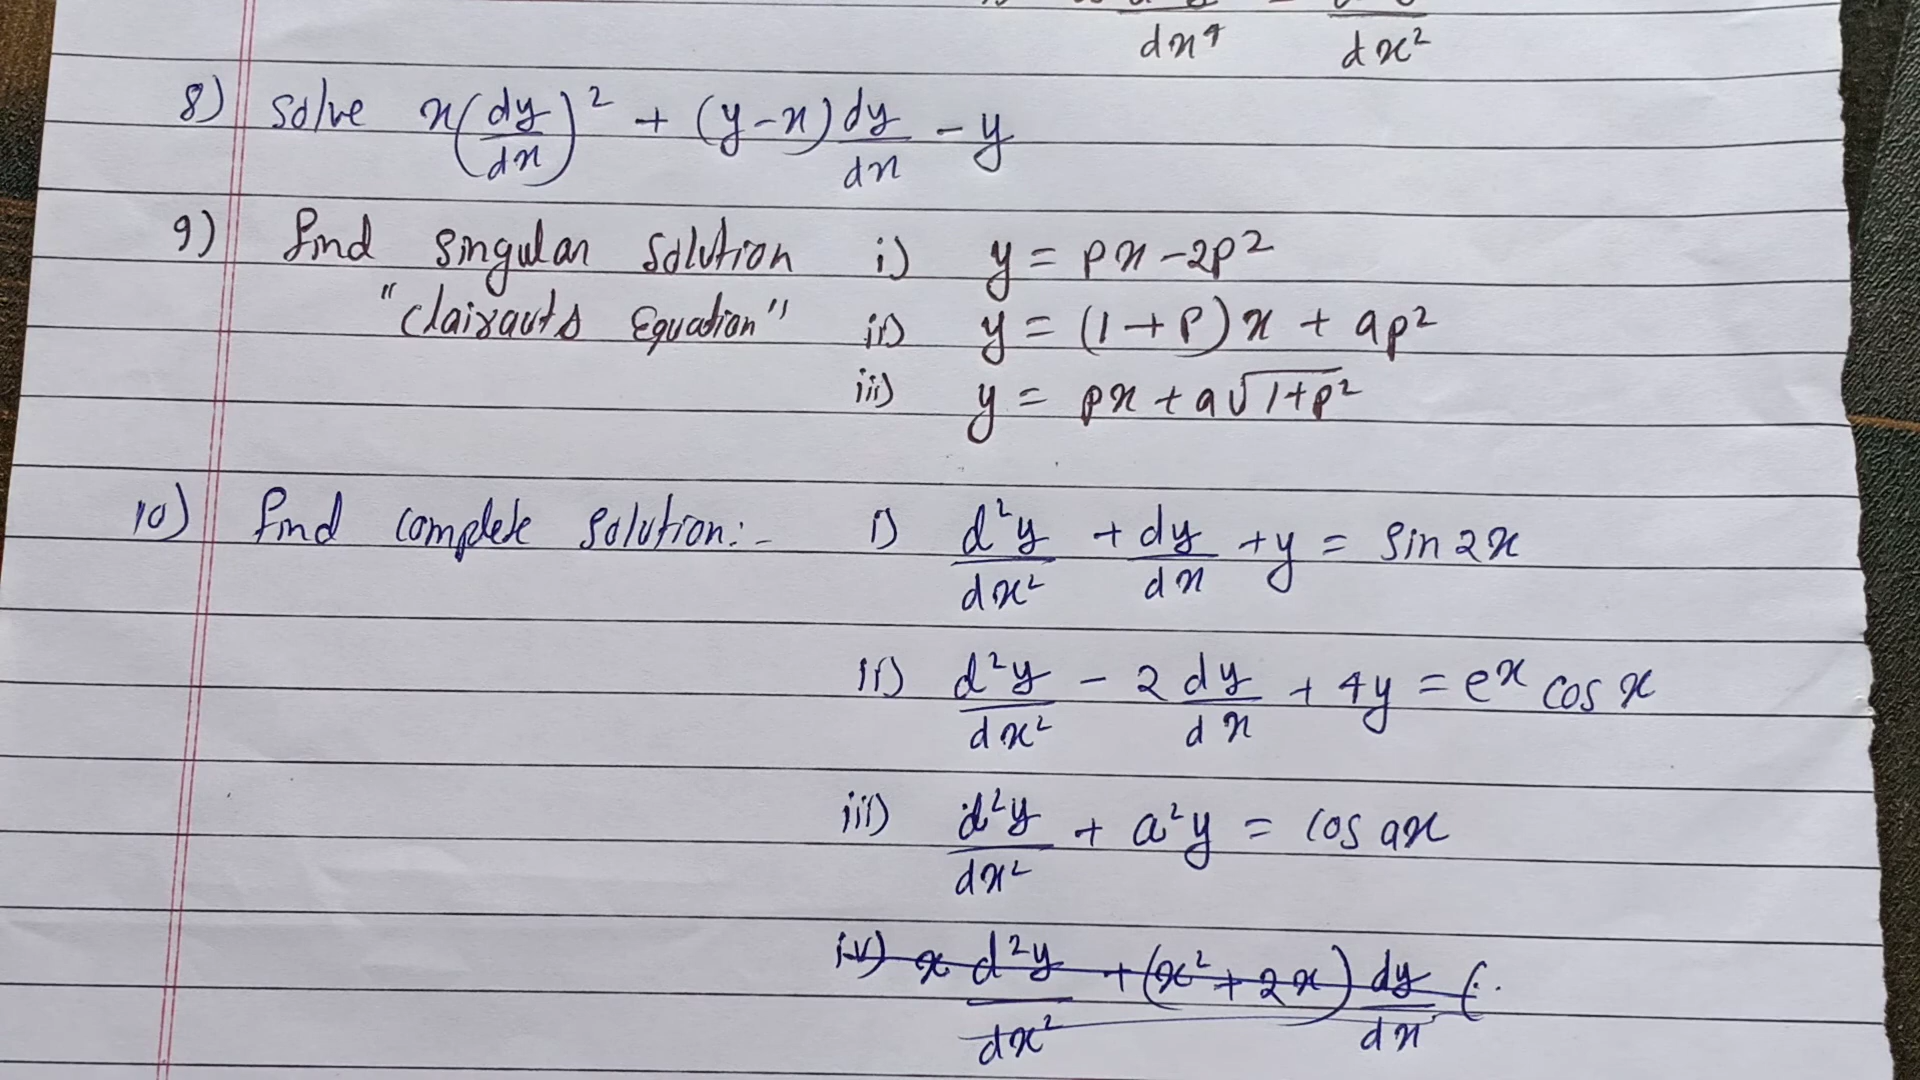 dx⁴ dx²
8) solve x(dy/dx)² + (y-x) dy/dx - y
9) find singular solution i) y = px - 2p²
"clairauts Equation" ii) y = (1+P)x + ap²
iii) y = px + a√1+p²
10) find complete solution:- i) d²y/dx² + dy/dx + y = sin 2x
ii) d²y/dx² - 2 dy/dx + 4y = eˣ cos x
iii) d²y/dx² + a²y = cos ax
iv) x d²y/dx² + (x² + 2x) dy/dx (